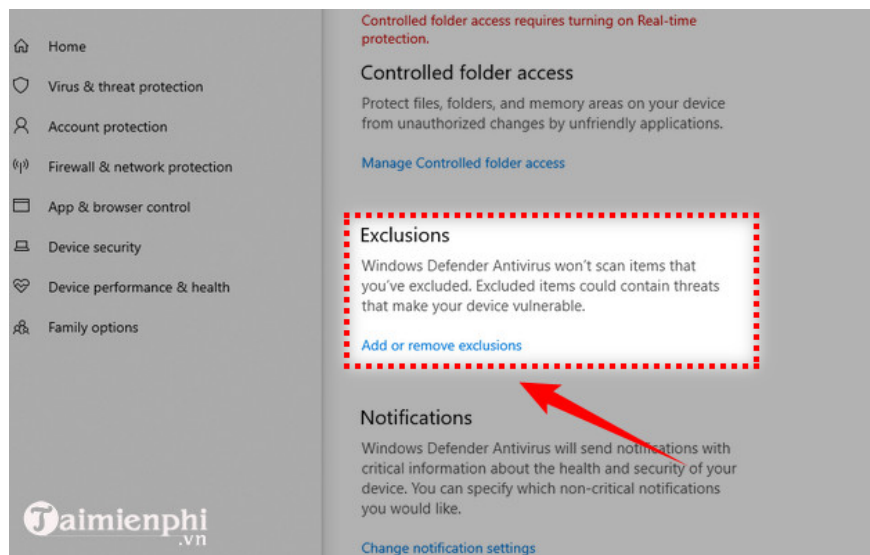 Home
Virus & threat protection
Account protection
Firewall & network protection
App & browser control
Device security
Device performance & health
Family options
Controlled folder access requires turning on Real-time
protection.
Controlled folder access
Protect files, folders, and memory areas on your device
from unauthorized changes by unfriendly applications.
Manage Controlled folder access
Exclusions
Windows Defender Antivirus won't scan items that
you've excluded. Excluded items could contain threats
that make your device vulnerable.
Add or remove exclusions
Notifications
Windows Defender Antivirus will send notifications with
critical information about the health and security of your
device. You can specify which non-critical notifications
you would like.
Change notification settings
Taimienphi
.vn